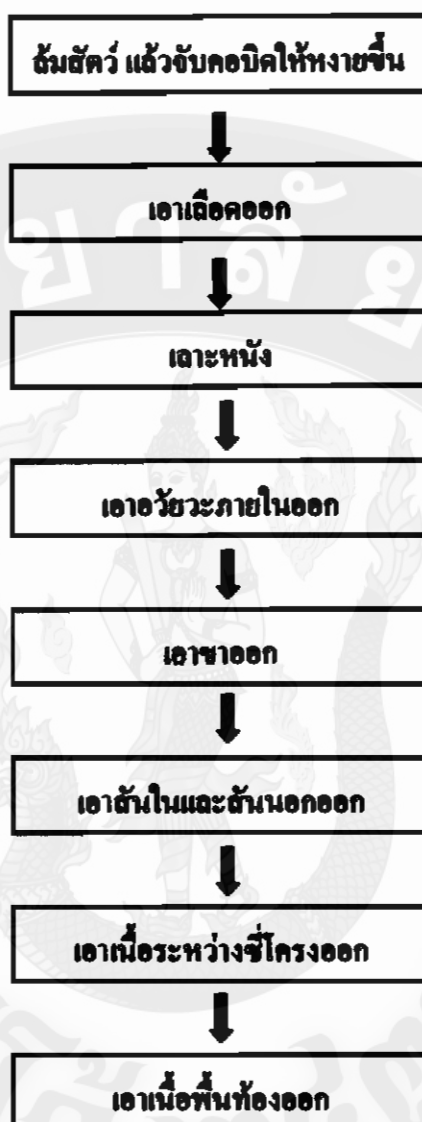 ล้มสัตว์ แล้วจับคอบิดให้หงายขึ้น
เอาเลือดออก
เลาะหนัง
เอาอวัยวะภายในออก
เอาขาออก
เอาสันในและสันนอกออก
เอาเนื้อระหว่างซี่โครงออก
เอาเนื้อพื้นท้องออก